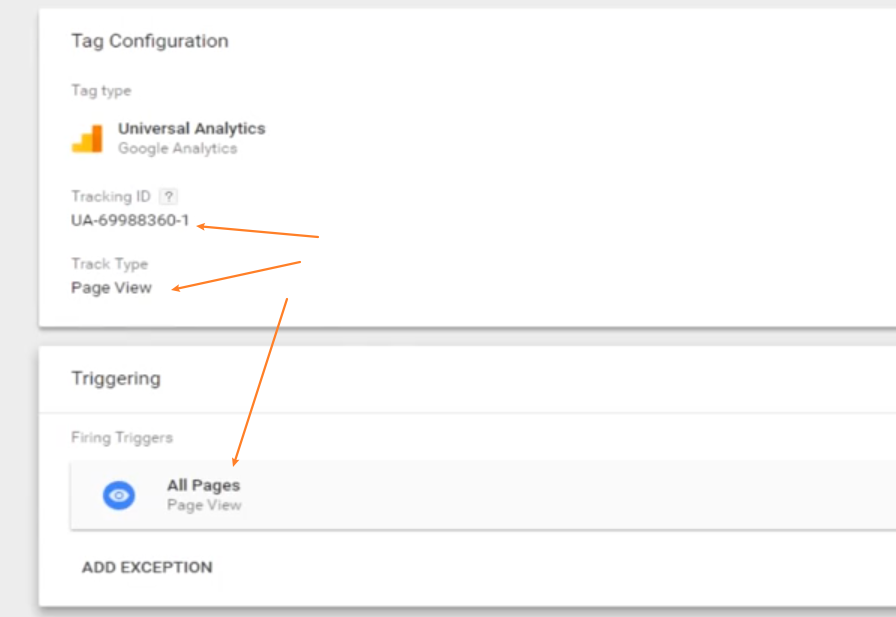 Tag Configuration
Tag type
Universal Analytics
Google Analytics
Tracking ID ?
UA-69988360-1
Track Type
Page View
Triggering
Firing Triggers
All Pages
Page View
ADD EXCEPTION